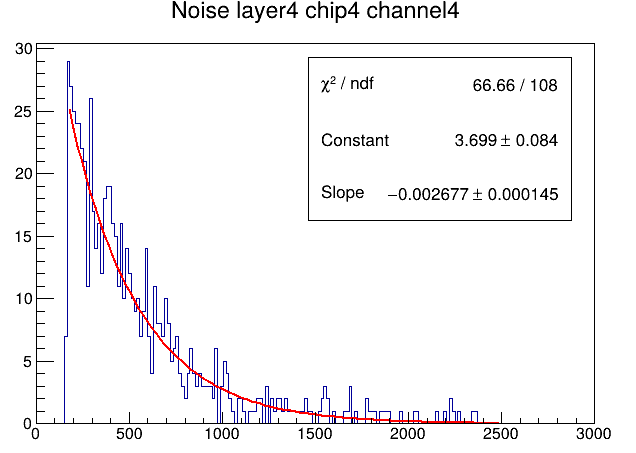 Noise layer4 chip4 channel4
χ² / ndf 66.66 / 108
Constant 3.699 ± 0.084
Slope −0.002677 ± 0.000145
30
25
20
15
10
5
0
0 500 1000 1500 2000 2500 3000